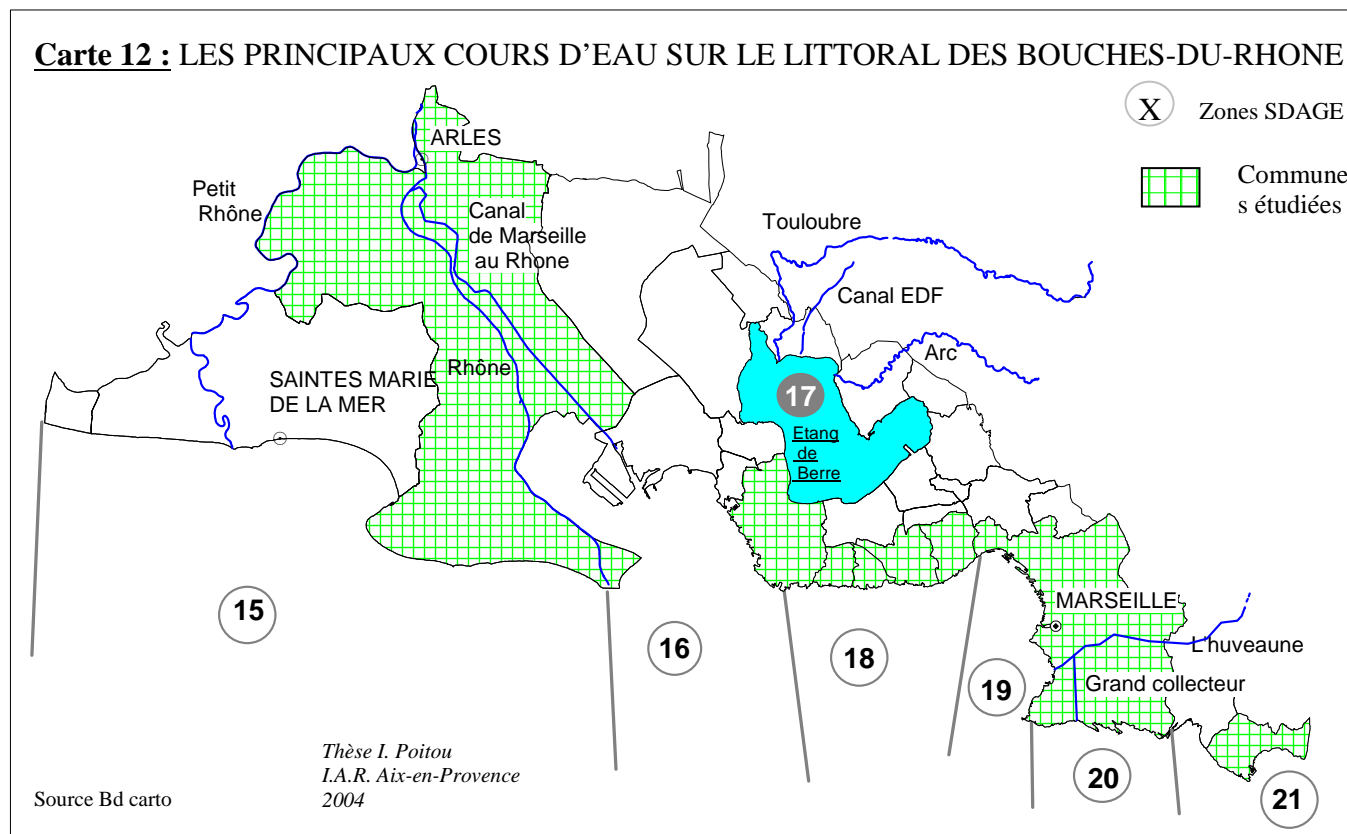 Carte 12 : LES PRINCIPAUX COURS D'EAU SUR LE LITTORAL DES BOUCHES-DU-RHONE
X Zones SDAGE
Commune
s étudiées
ARLES
Petit
Rhône
Canal
de Marseille
au Rhone
Touloubre
Canal EDF
Arc
Rhône
SAINTES MARIE
DE LA MER
17
Etang
de
Berre
15
16
18
19
MARSEILLE
L'huveaune
Grand collecteur
20
21
Thèse I. Poitou
I.A.R. Aix-en-Provence
2004
Source Bd carto